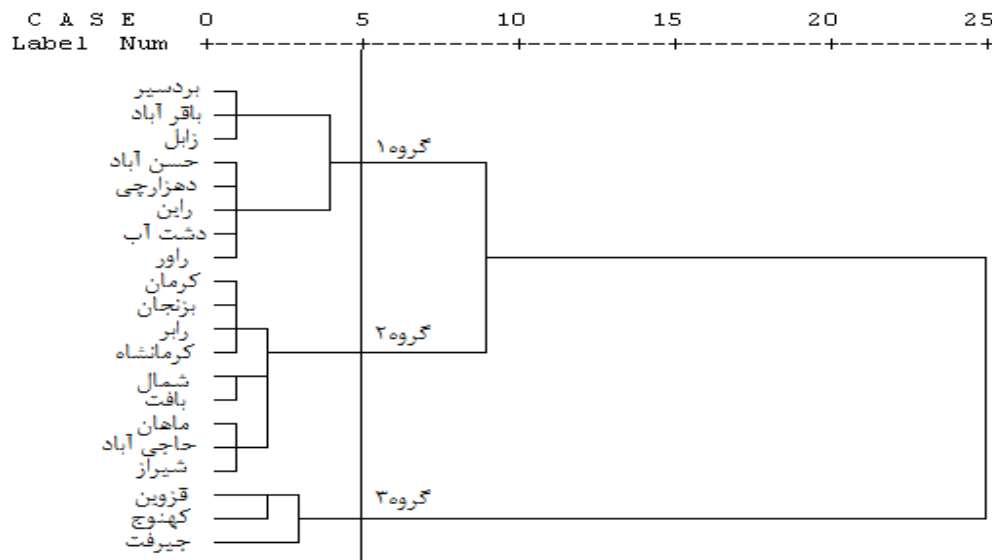 C A S E 0 5 10 15 20 25
Label Num +---------+---------+---------+---------+---------+
بردسیر
باقر آباد
زابل
حسن آباد
گروه۱
دهزارچی
راین
دشت آب
راور
کرمان
بزنجان
رابر
گروه۲
کرمانشاه
شمال
بافت
ماهان
حاجی آباد
شیراز
قزوین
گروه۳
کهنوج
جیرفت